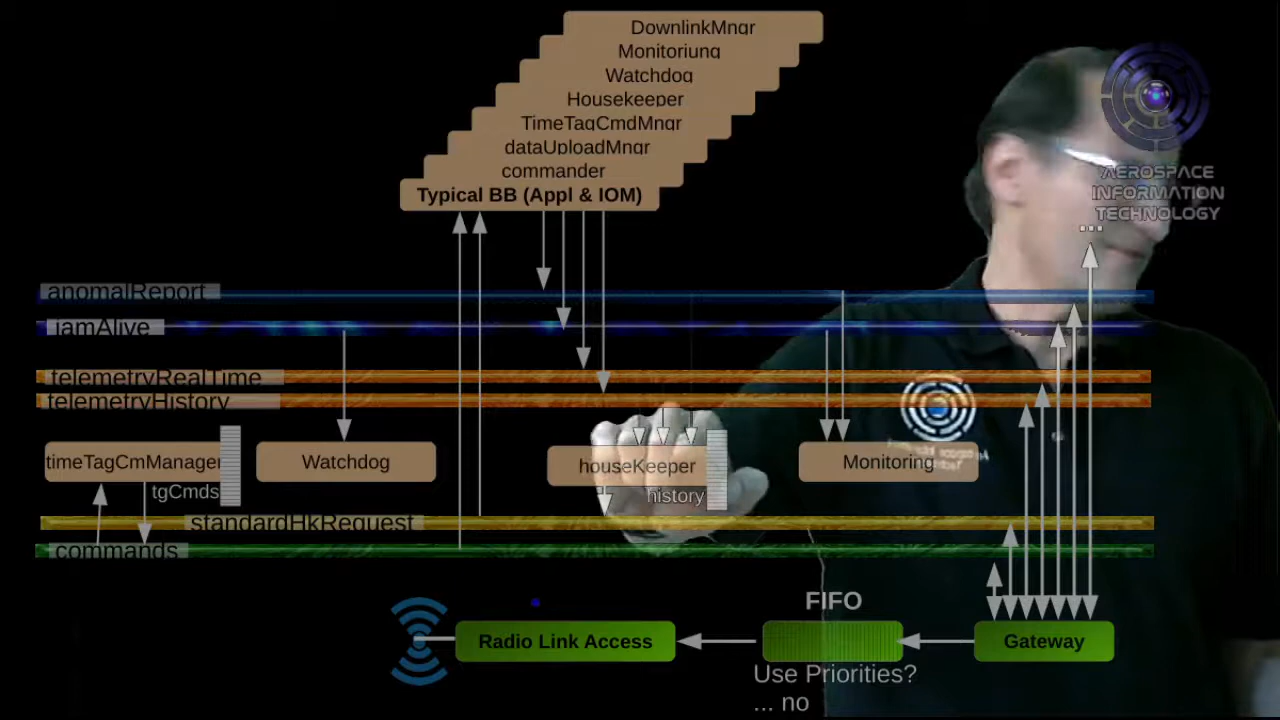 DownlinkMngr
Monitoriung
Watchdog
Housekeeper
TimeTagCmdMngr
dataUploadMngr
commander
Typical BB (Appl & IOM)
AEROSPACE
INFORMATION
TECHNOLOGY
...
anomalReport
iamAlive
telemetryRealTime
telemetryHistory
timeTagCmManager
Watchdog
houseKeeper
Monitoring
tgCmds
history
standardHkRequest
commands
FIFO
Radio Link Access
Gateway
Use Priorities?
... no